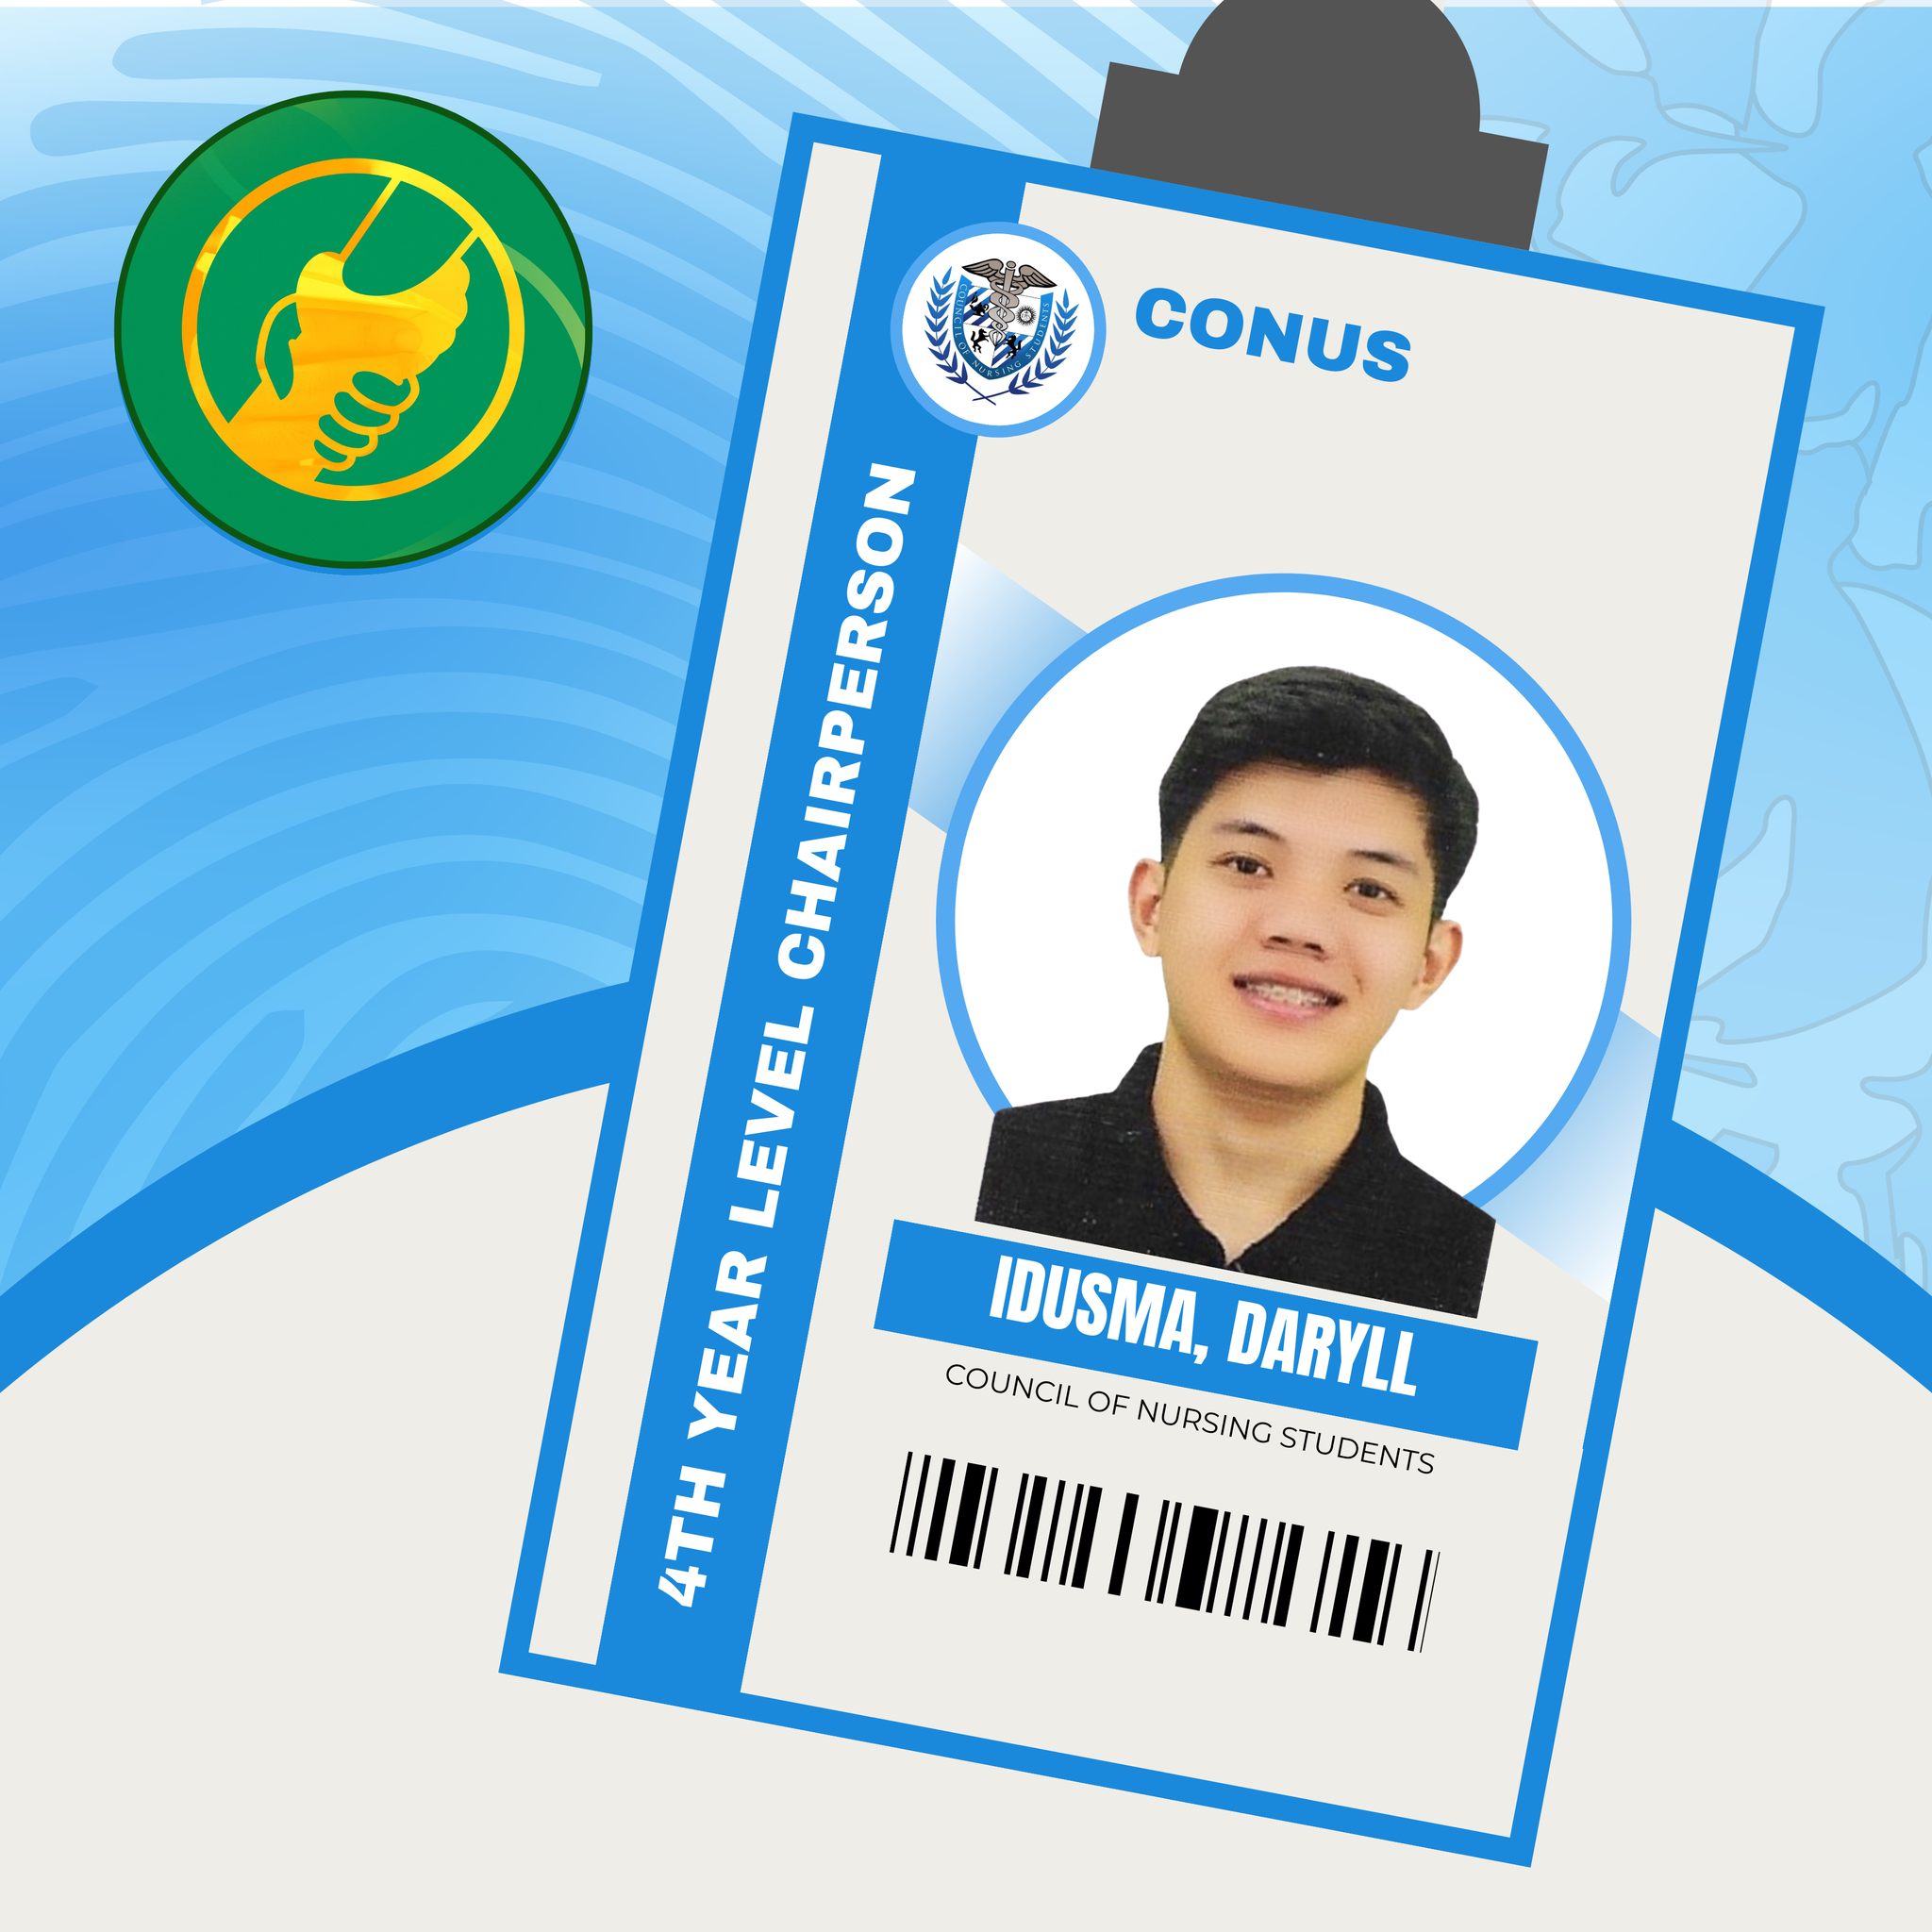 COUNCIL OF NURSING STUDENTS
CONUS
4TH YEAR LEVEL CHAIRPERSON
IDUSMA, DARYLL
COUNCIL OF NURSING STUDENTS